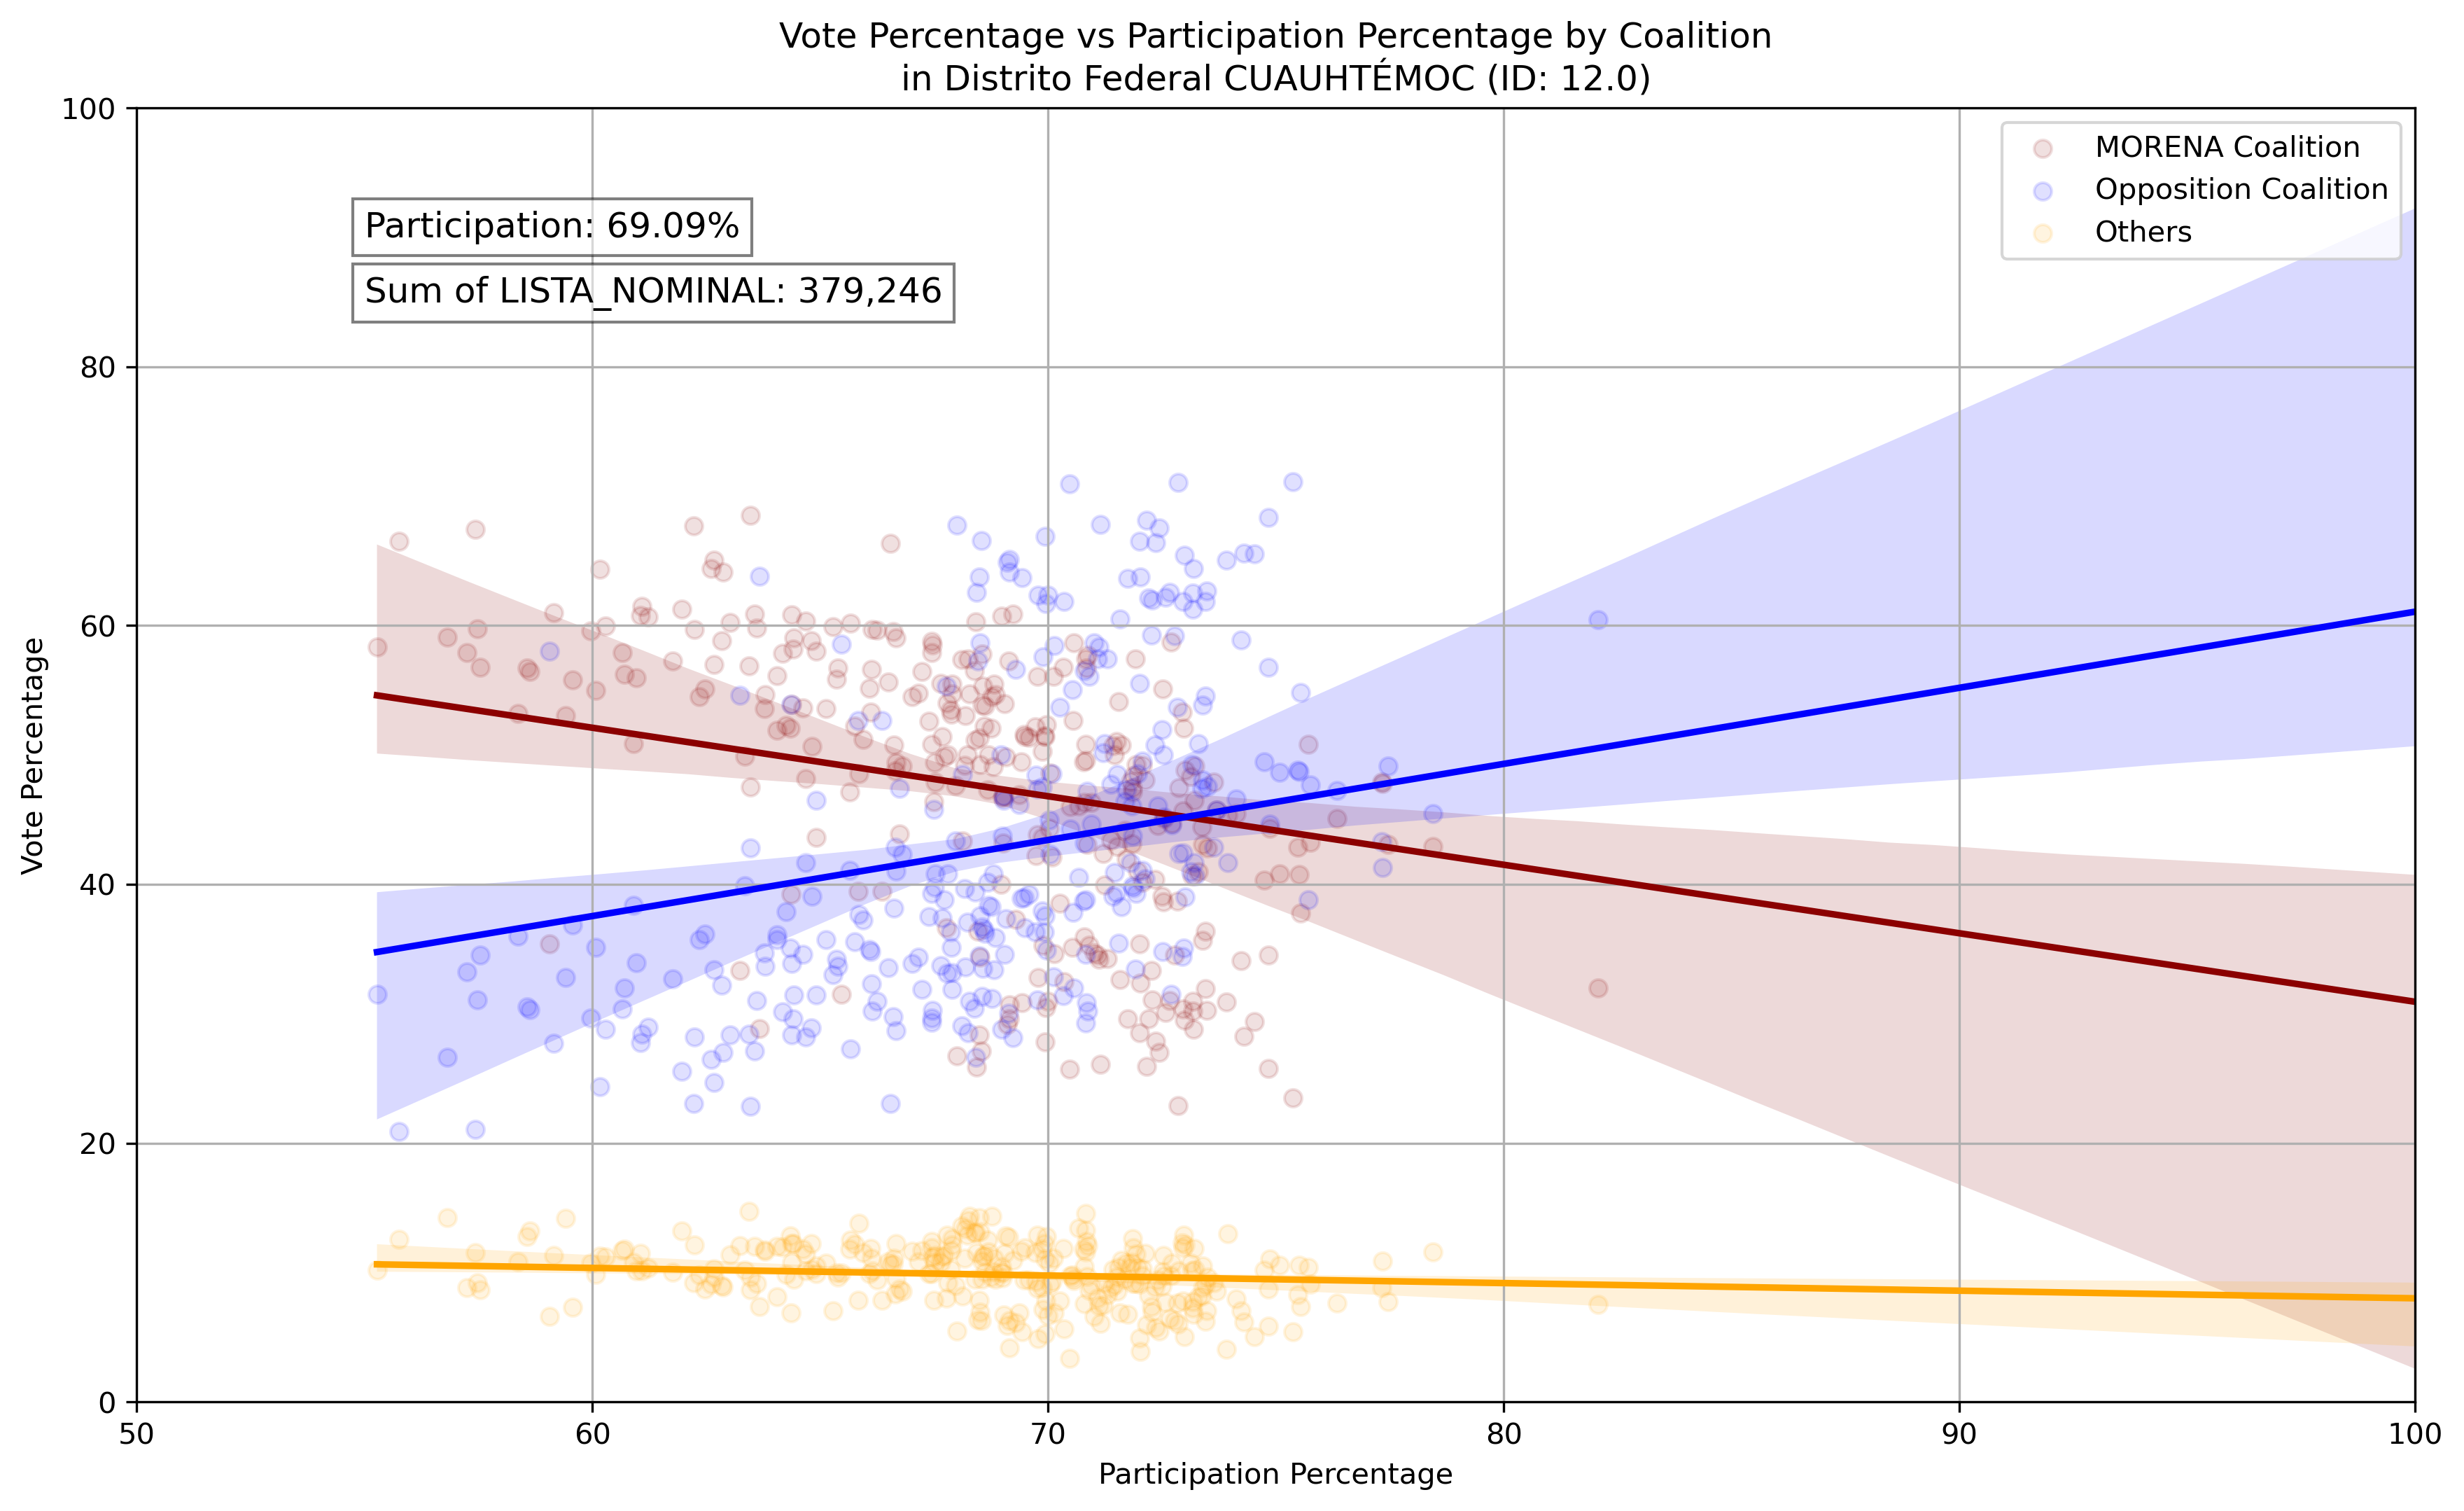 Vote Percentage vs Participation Percentage by Coalition
in Distrito Federal CUAUHTÉMOC (ID: 12.0)
MORENA Coalition
Opposition Coalition
Others
Participation: 69.09%
Sum of LISTA_NOMINAL: 379,246
Vote Percentage
100
80
60
40
20
0
50 60 70 80 90 100
Participation Percentage